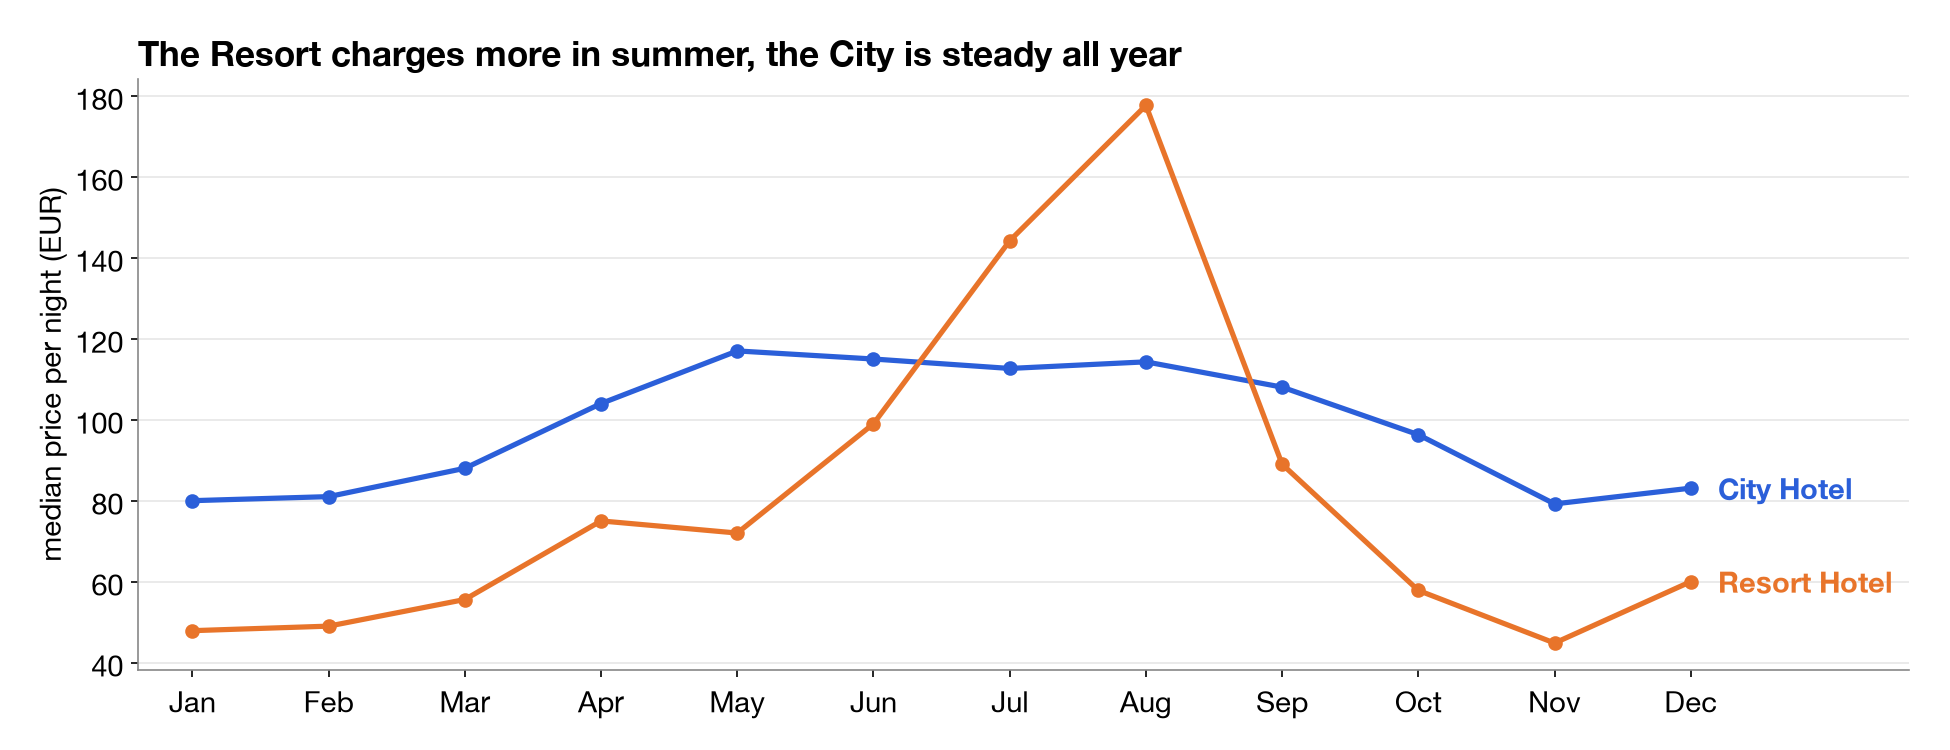 The Resort charges more in summer, the City is steady all year
median price per night (EUR)
180
160
140
120
100
80
60
40
City Hotel
Resort Hotel
Jan Feb Mar Apr May Jun Jul Aug Sep Oct Nov Dec